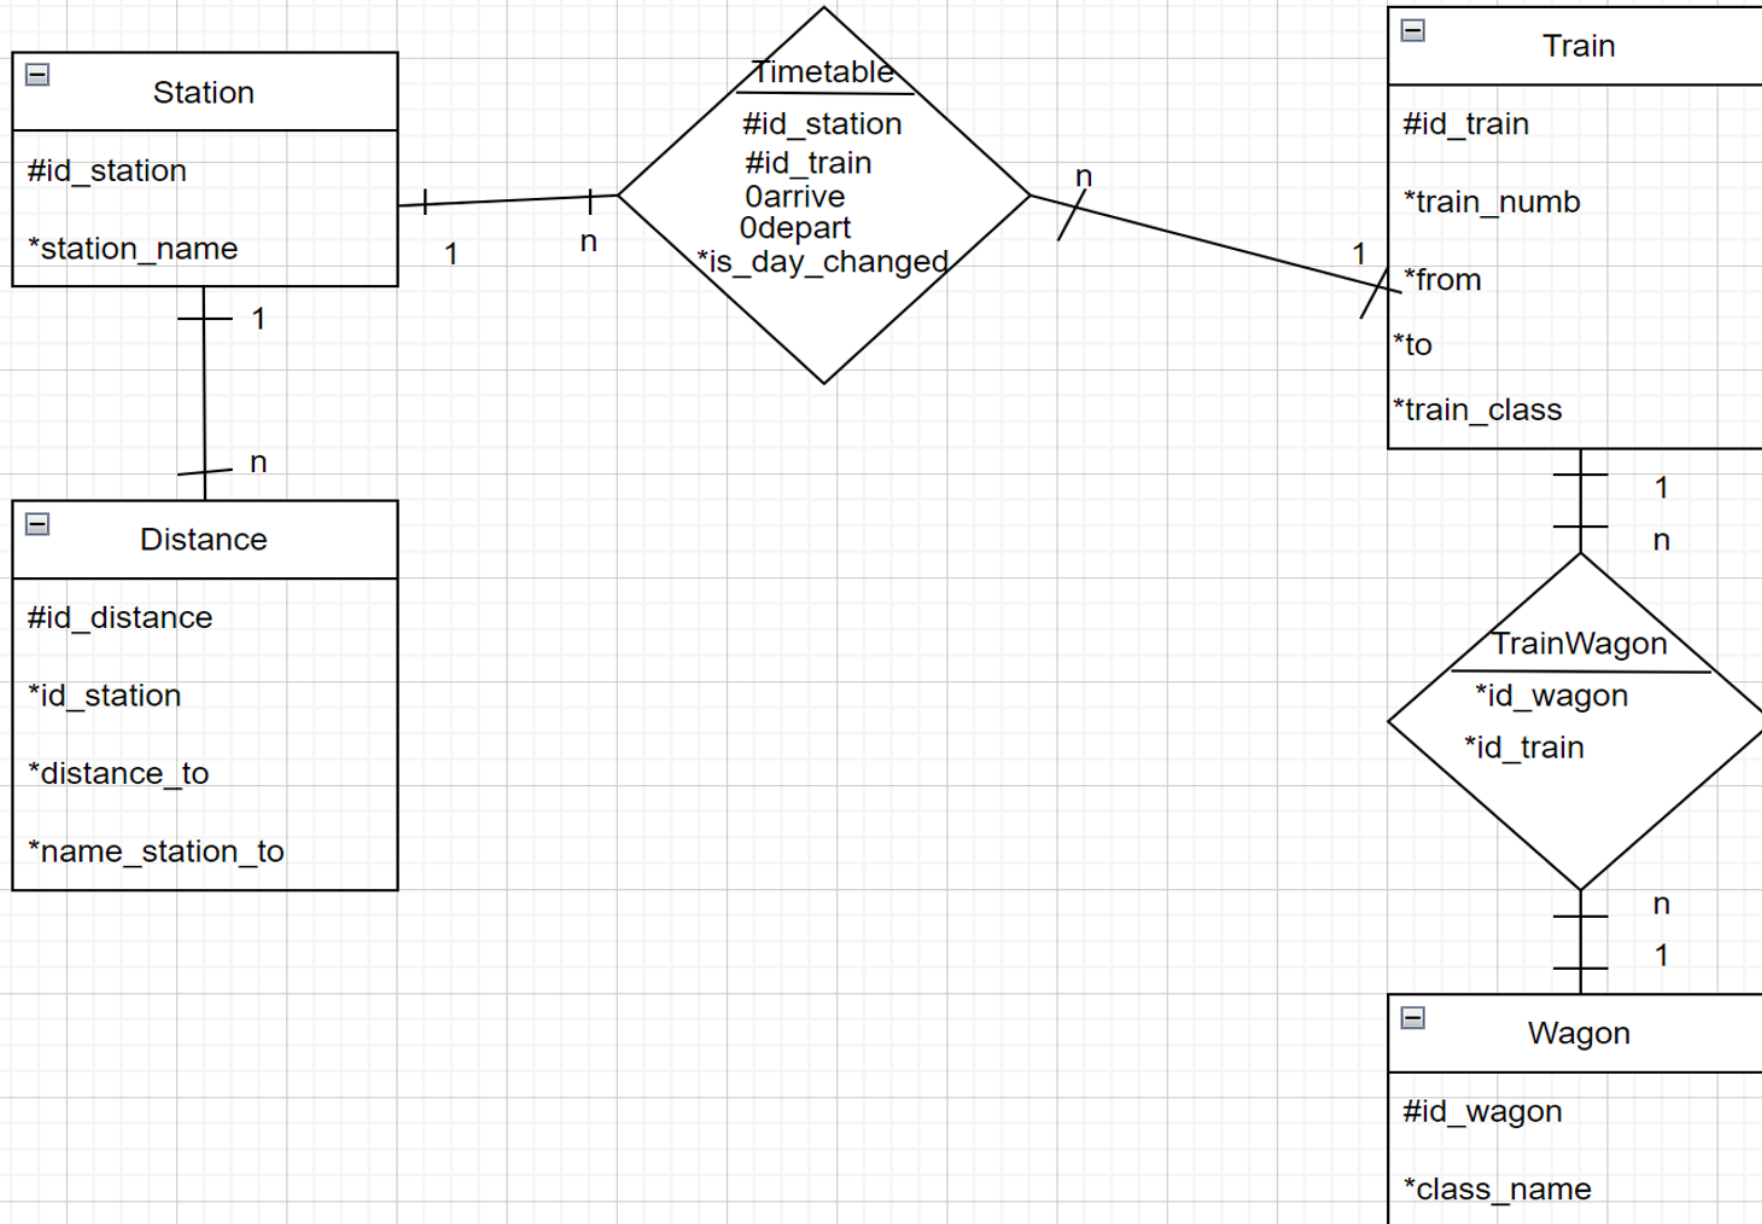 Station
#id_station
*station_name
1
n
Timetable
#id_station
#id_train
0arrive
0depart
*is_day_changed
n
1
Train
#id_train
*train_numb
*from
*to
*train_class
1
n
Distance
#id_distance
*id_station
*distance_to
*name_station_to
1
n
TrainWagon
*id_wagon
*id_train
n
1
Wagon
#id_wagon
*class_name